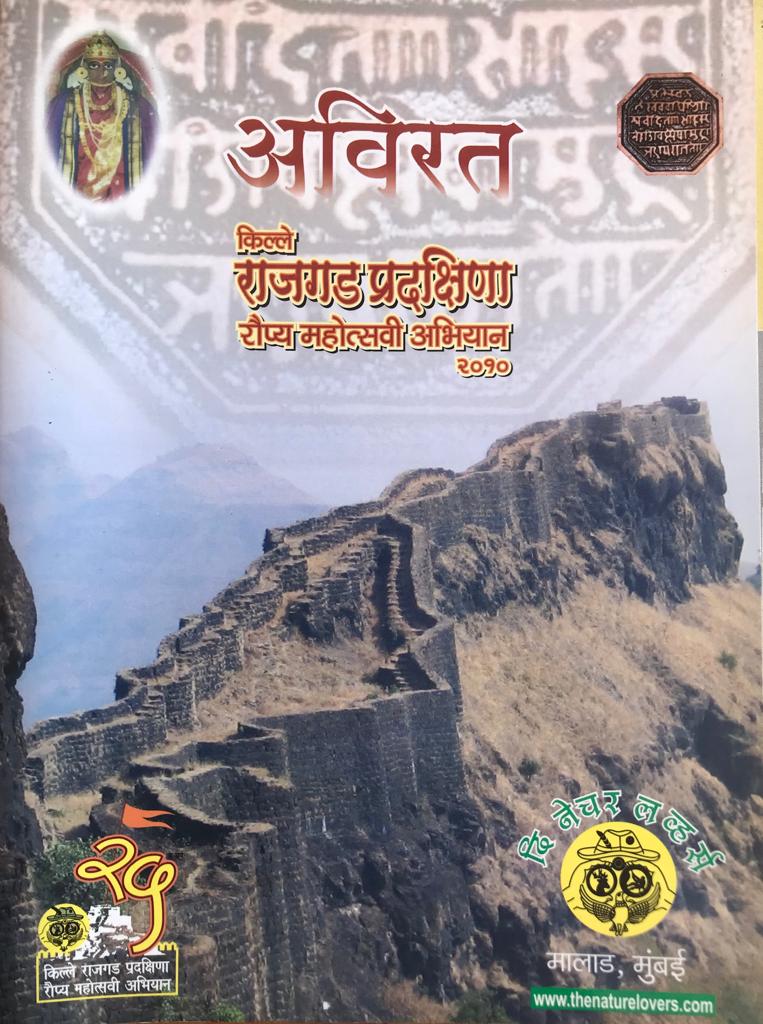 अविरत
किल्ले
राजगड प्रदक्षिणा
रौप्य महोत्सवी अभियान
२०१०
२५
किल्ले राजगड प्रदक्षिणा
रौप्य महोत्सवी अभियान
दि नेचर लव्हर्स
मालाड, मुंबई
www.thenaturelovers.com